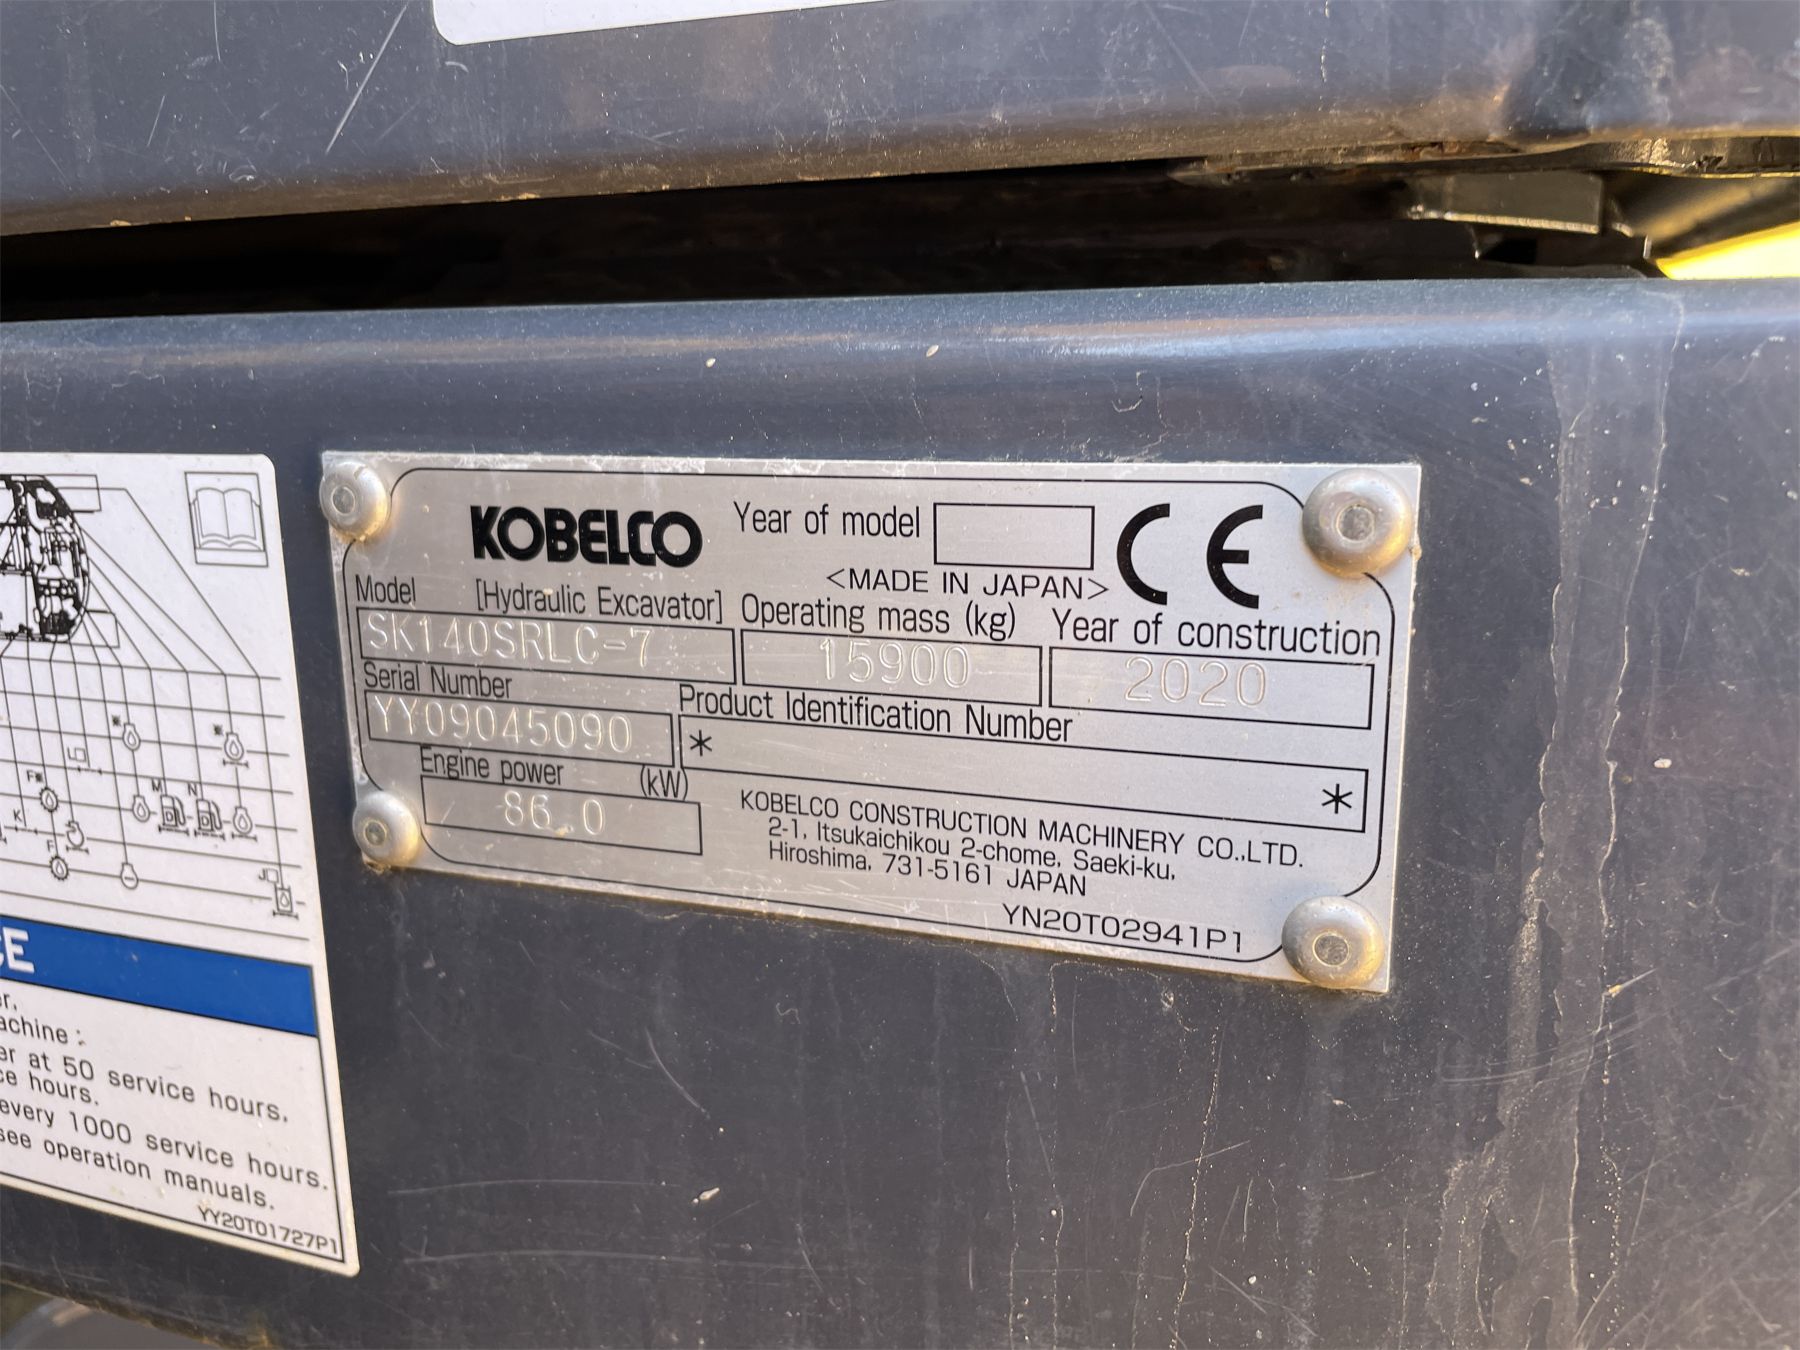 KOBELCO
Year of model
<MADE IN JAPAN>
CE
Model [Hydraulic Excavator] Operating mass (kg) Year of construction
SK140SRLC-7 15900 2020
Serial Number Product Identification Number
YY09045090 * *
Engine power (kW)
86.0
KOBELCO CONSTRUCTION MACHINERY CO.,LTD.
2-1, Itsukaichikou 2-chome, Saeki-ku,
Hiroshima, 731-5161 JAPAN
YN20T02941P1
M N
F※
K
F
CE
r.
achine :
er at 50 service hours.
ce hours.
every 1000 service hours.
see operation manuals.
YY20T01727P1